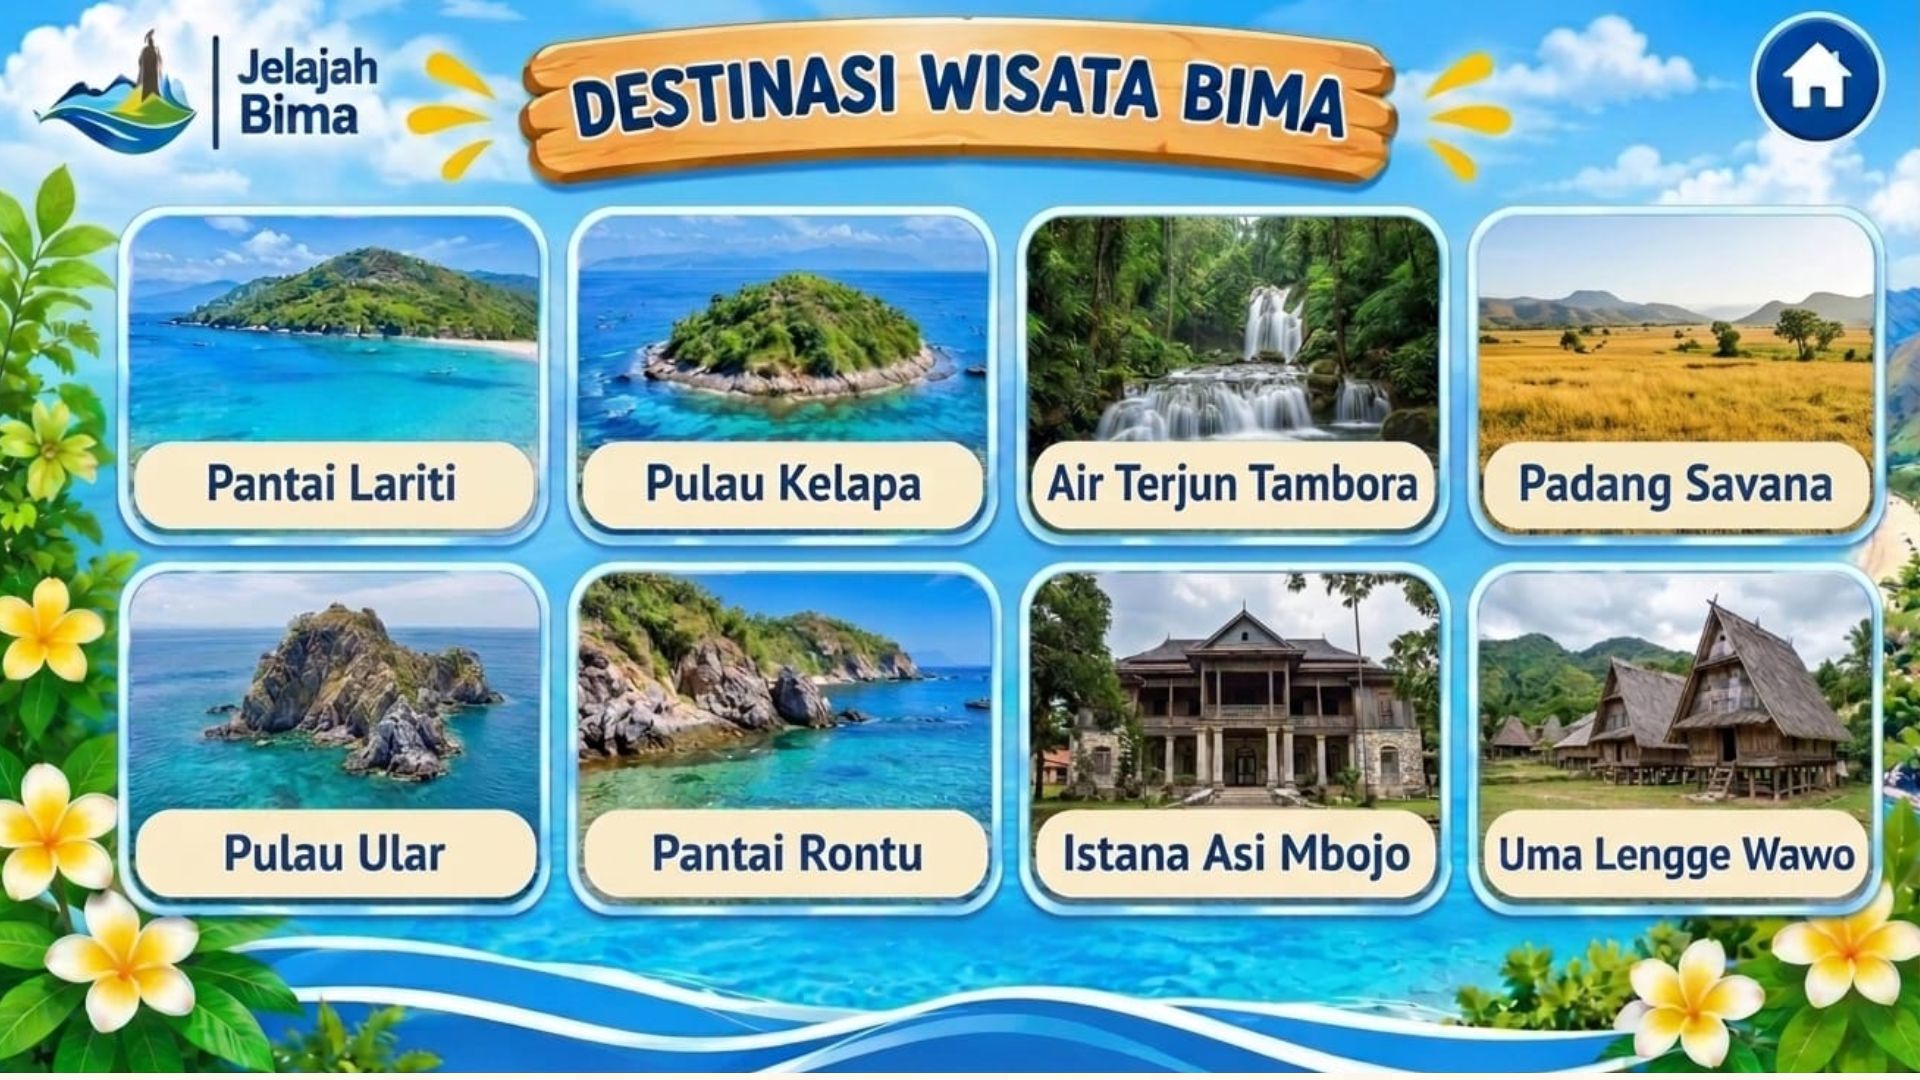 Jelajah
Bima
DESTINASI WISATA BIMA
Pantai Lariti
Pulau Kelapa
Air Terjun Tambora
Padang Savana
Pulau Ular
Pantai Rontu
Istana Asi Mbojo
Uma Lengge Wawo